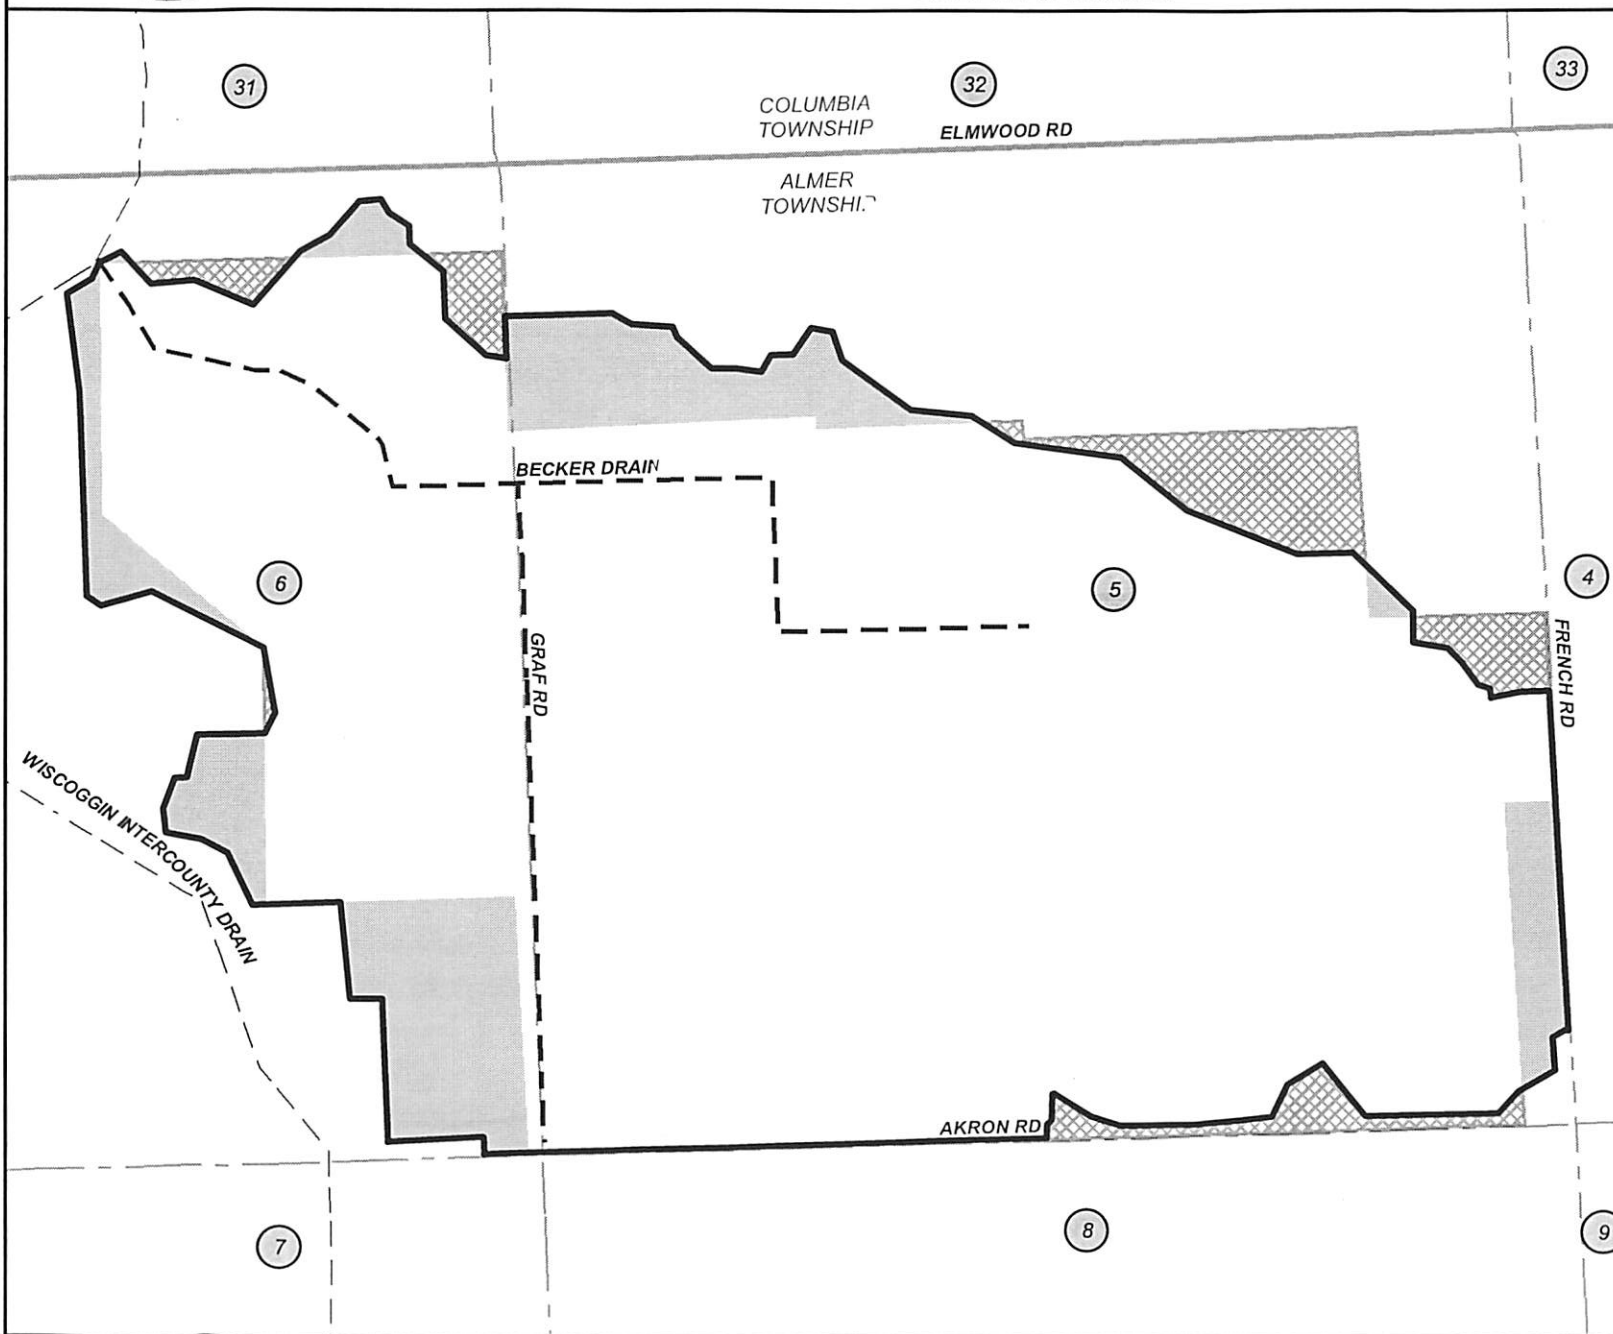 31
32
33
COLUMBIA
TOWNSHIP
ELMWOOD RD
ALMER
BECKER DRAIN
6
5
4
GRAF RD
FRENCH RD
WISCOGGIN INTERCOUNTY DRAIN
AKRON RD
7
8
9